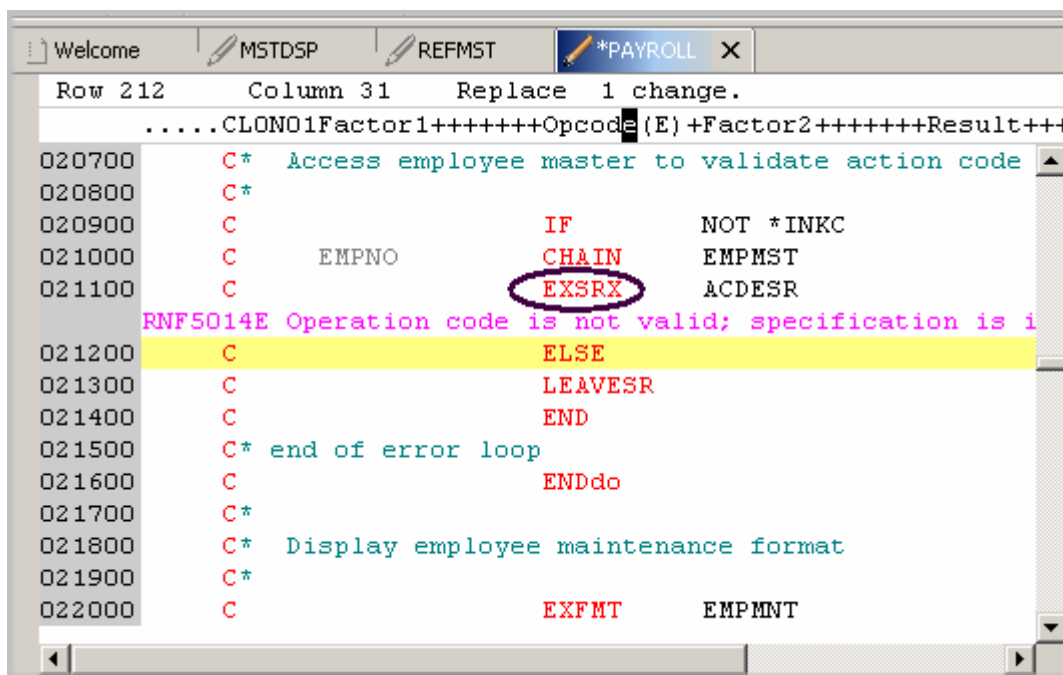 Welcome MSTDSP REFMST *PAYROLL X
Row 212 Column 31 Replace 1 change.
.....CL0N01Factor1+++++++Opcode(E)+Factor2+++++++Result+++
020700 C* Access employee master to validate action code
020800 C*
020900 C IF NOT *INKC
021000 C EMPNO CHAIN EMPMST
021100 C EXSRX ACDESR
RNF5014E Operation code is not valid; specification is i
021200 C ELSE
021300 C LEAVESR
021400 C END
021500 C* end of error loop
021600 C ENDdo
021700 C*
021800 C* Display employee maintenance format
021900 C*
022000 C EXFMT EMPMNT